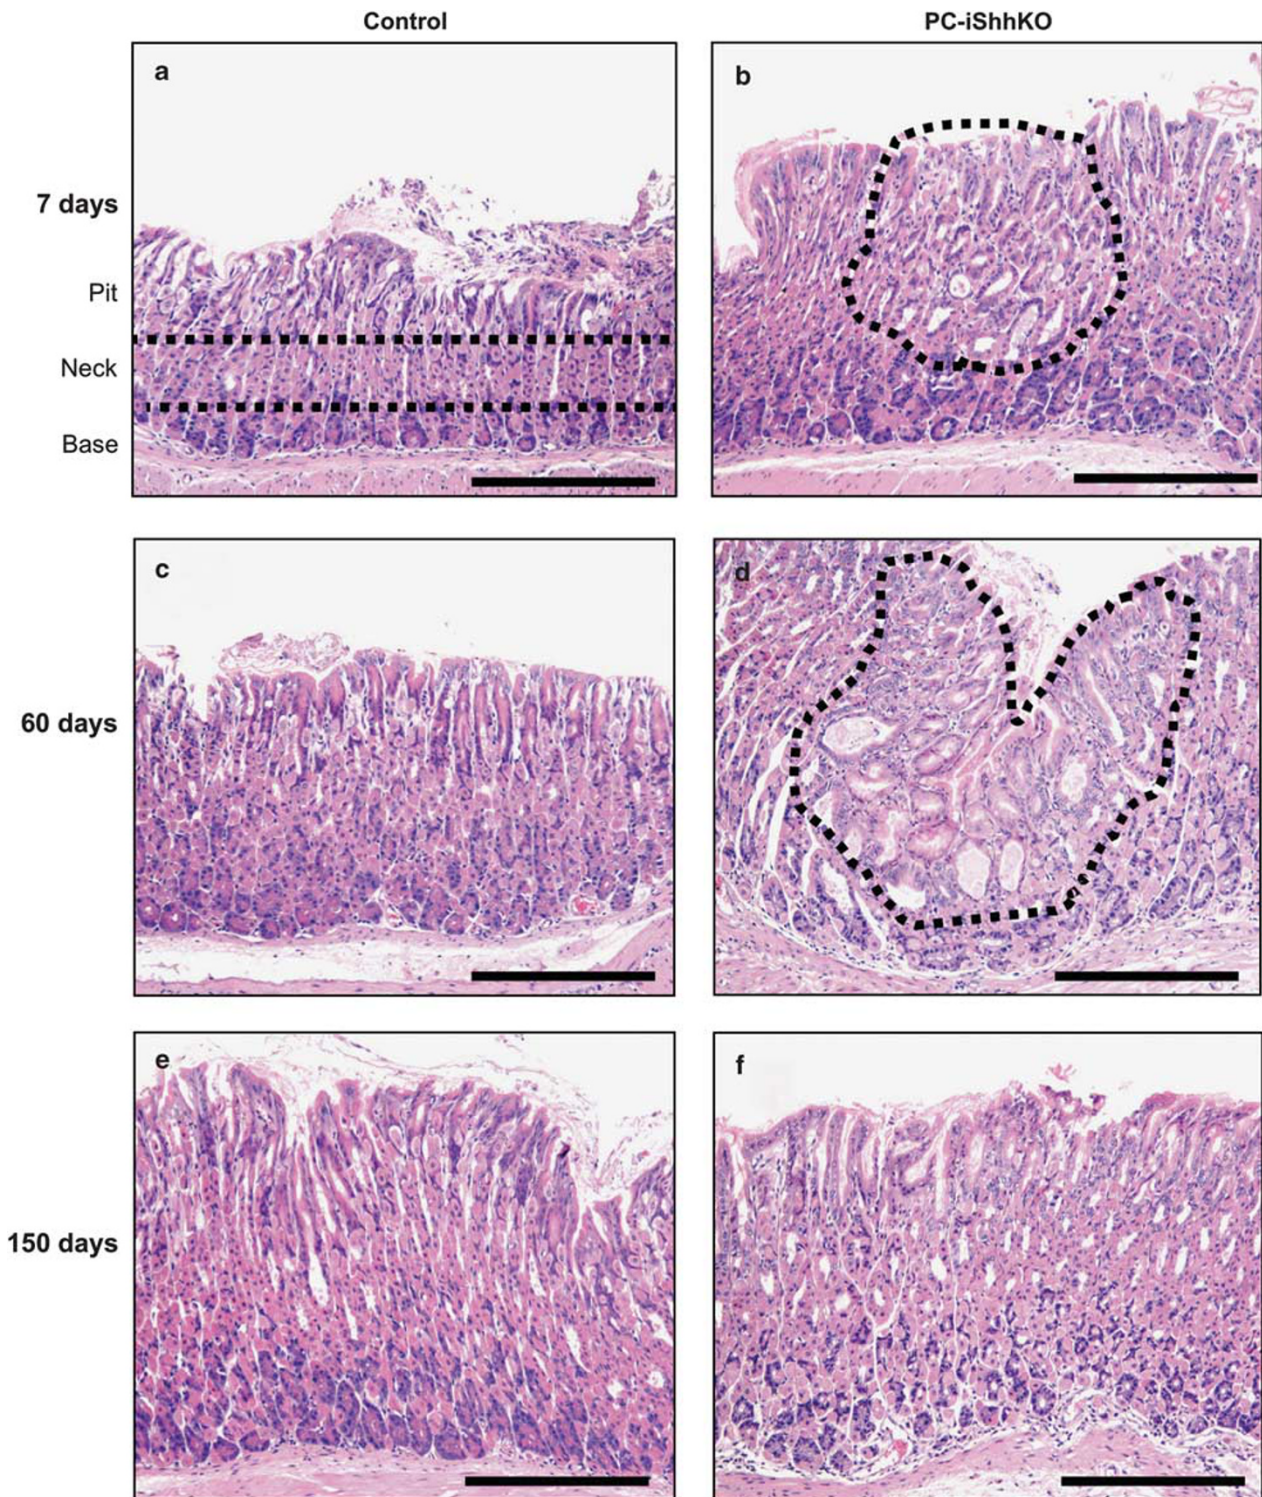 Control
PC-iShhKO
a
b
7 days
Pit
Neck
Base
c
d
60 days
e
f
150 days